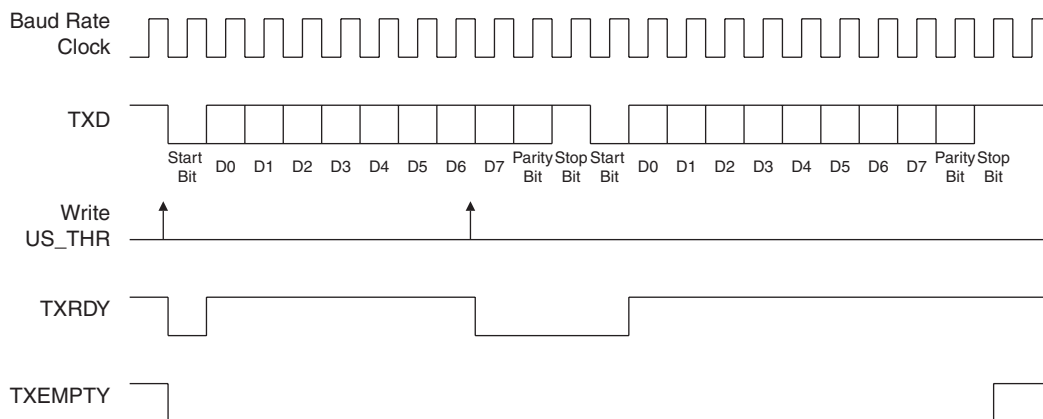 Baud Rate
Clock
TXD
Start
Bit
D0
D1
D2
D3
D4
D5
D6
D7
Parity
Bit
Stop
Bit
Start
Bit
D0
D1
D2
D3
D4
D5
D6
D7
Parity
Bit
Stop
Bit
Write
US_THR
TXRDY
TXEMPTY